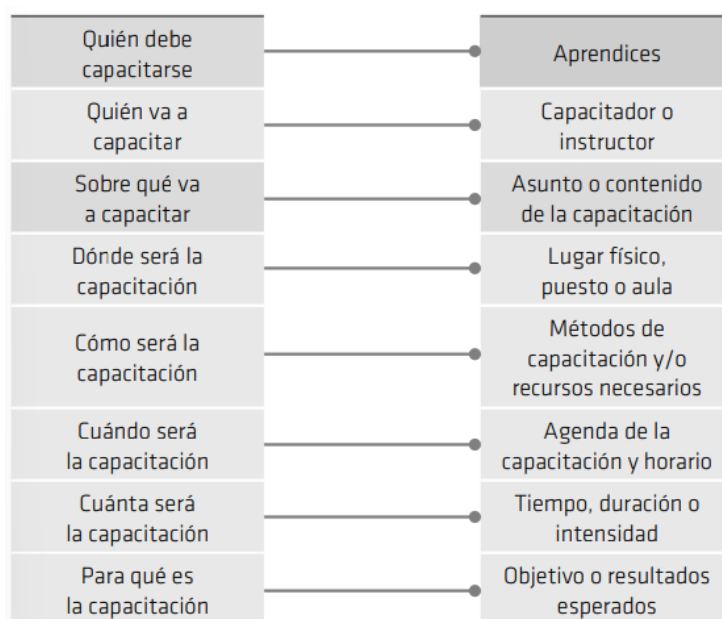 Quién debe
capacitarse
Aprendices
Quién va a
capacitar
Capacitador o
instructor
Sobre qué va
a capacitar
Asunto o contenido
de la capacitación
Dónde será la
capacitación
Lugar físico,
puesto o aula
Cómo será la
capacitación
Métodos de
capacitación y/o
recursos necesarios
Cuándo será
la capacitación
Agenda de la
capacitación y horario
Cuánta será
la capacitación
Tiempo, duración o
intensidad
Para qué es
la capacitación
Objetivo o resultados
esperados